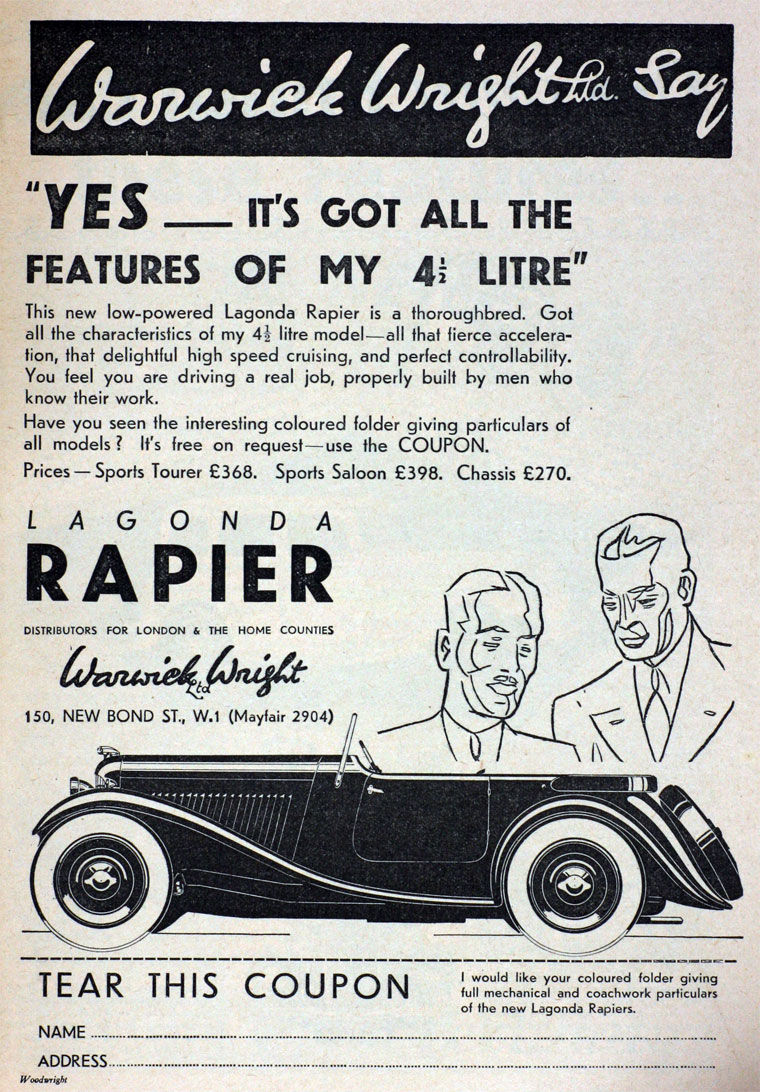 Warwick Wright Ltd. Say
"YES — IT'S GOT ALL THE
FEATURES OF MY 4½ LITRE"
This new low-powered Lagonda Rapier is a thoroughbred. Got
all the characteristics of my 4½ litre model—all that fierce accelera-
tion, that delightful high speed cruising, and perfect controllability.
You feel you are driving a real job, properly built by men who
know their work.
Have you seen the interesting coloured folder giving particulars of
all models? It's free on request—use the COUPON.
Prices — Sports Tourer £368. Sports Saloon £398. Chassis £270.
LAGONDA
RAPIER
DISTRIBUTORS FOR LONDON & THE HOME COUNTIES
Warwick Wright Ltd
150, NEW BOND ST., W.1 (Mayfair 2904)
TEAR THIS COUPON
I would like your coloured folder giving
full mechanical and coachwork particulars
of the new Lagonda Rapiers.
NAME
ADDRESS
Woodwright